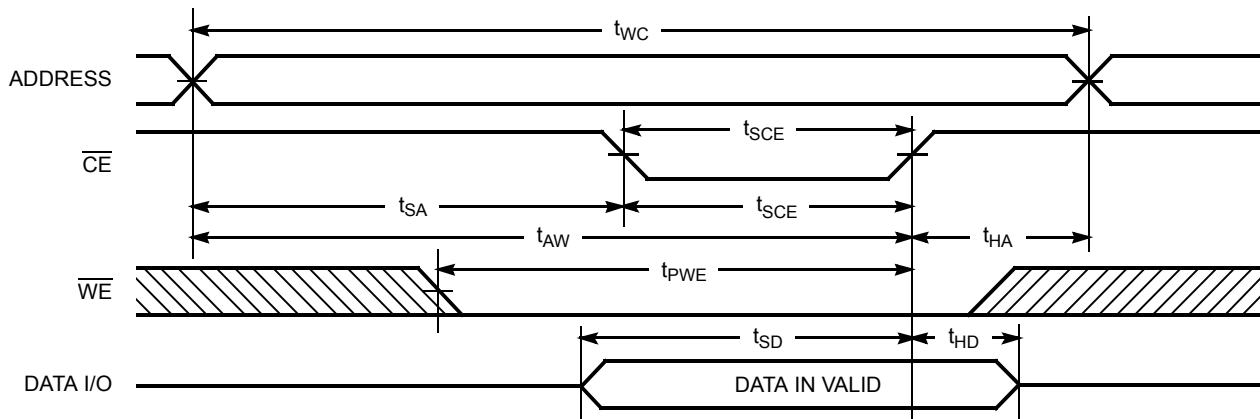 tWC
ADDRESS
tSCE
CE
tSA
tSCE
tAW
tHA
tPWE
WE
tSD
tHD
DATA I/O
DATA IN VALID